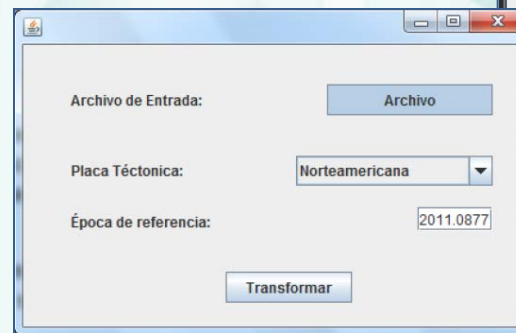 Archivo de Entrada: Archivo
Placa Téctonica: Norteamericana
Época de referencia: 2011.0877
Transformar